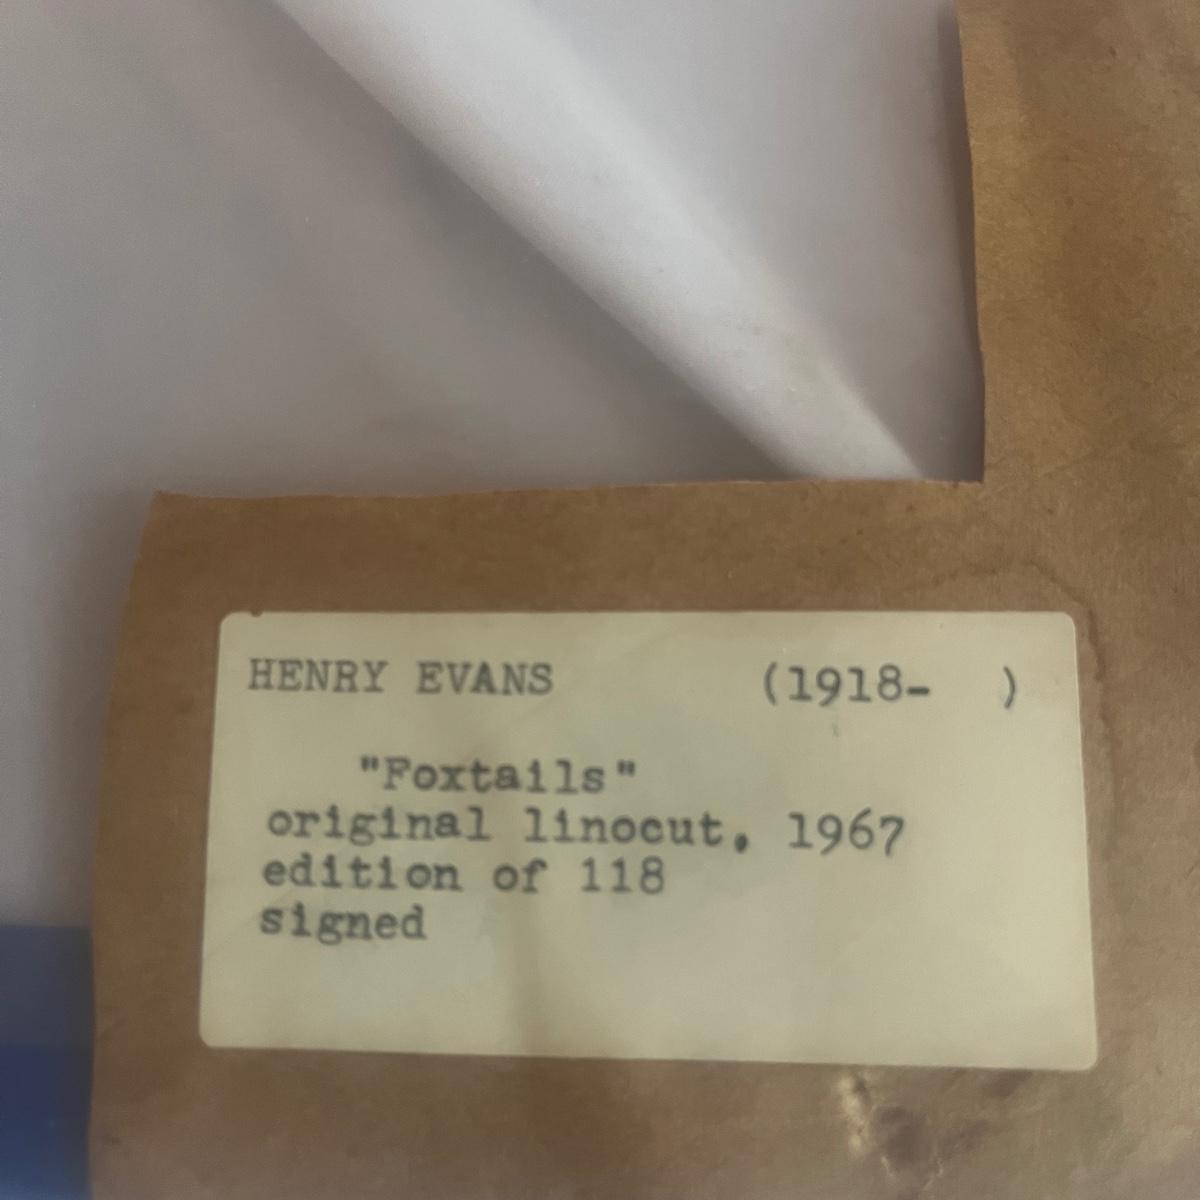 HENRY EVANS (1918- )
"Foxtails"
original linocut, 1967
edition of 118
signed